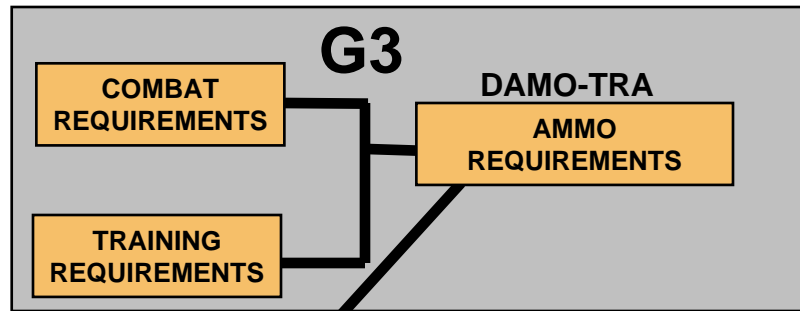 G3
COMBAT
REQUIREMENTS
DAMO-TRA
AMMO
REQUIREMENTS
TRAINING
REQUIREMENTS